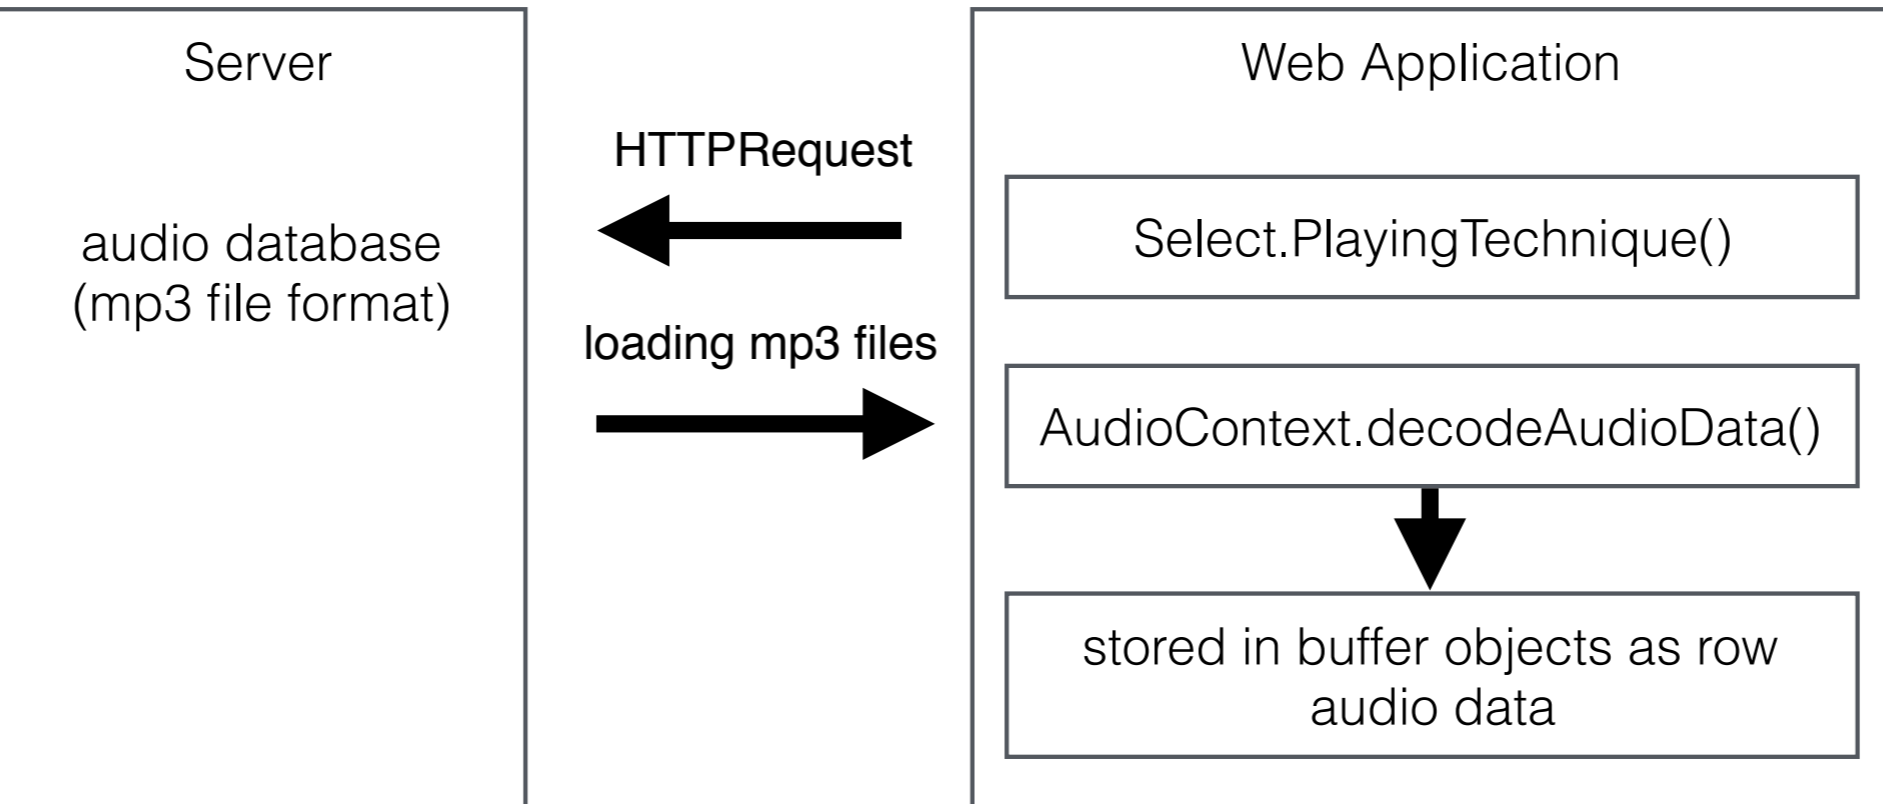 Server
audio database
(mp3 file format)
HTTPRequest
loading mp3 files
Web Application
Select.PlayingTechnique()
AudioContext.decodeAudioData()
stored in buffer objects as row
audio data